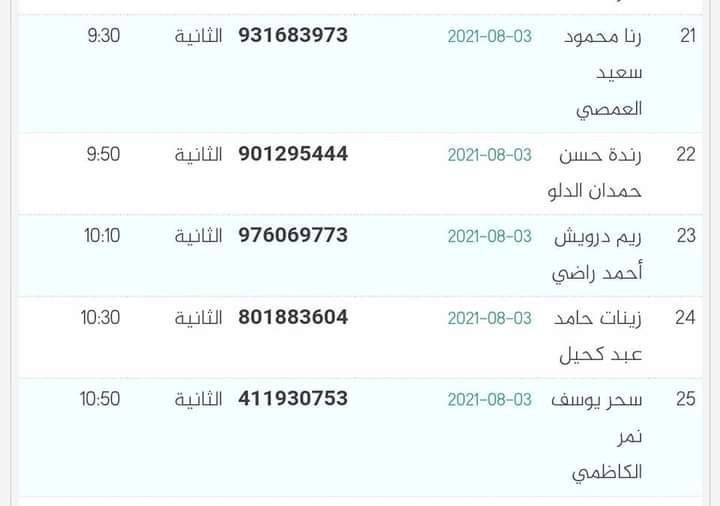 21 رنا محمود 2021-08-03 931683973 الثانية 9:30
سعيد
العمصي
22 رندة حسن 2021-08-03 901295444 الثانية 9:50
حمدان الدلو
23 ريم درويش 2021-08-03 976069773 الثانية 10:10
أحمد راضي
24 زينات حامد 2021-08-03 801883604 الثانية 10:30
عبد كحيل
25 سحر يوسف 2021-08-03 411930753 الثانية 10:50
نمر
الكاظمي